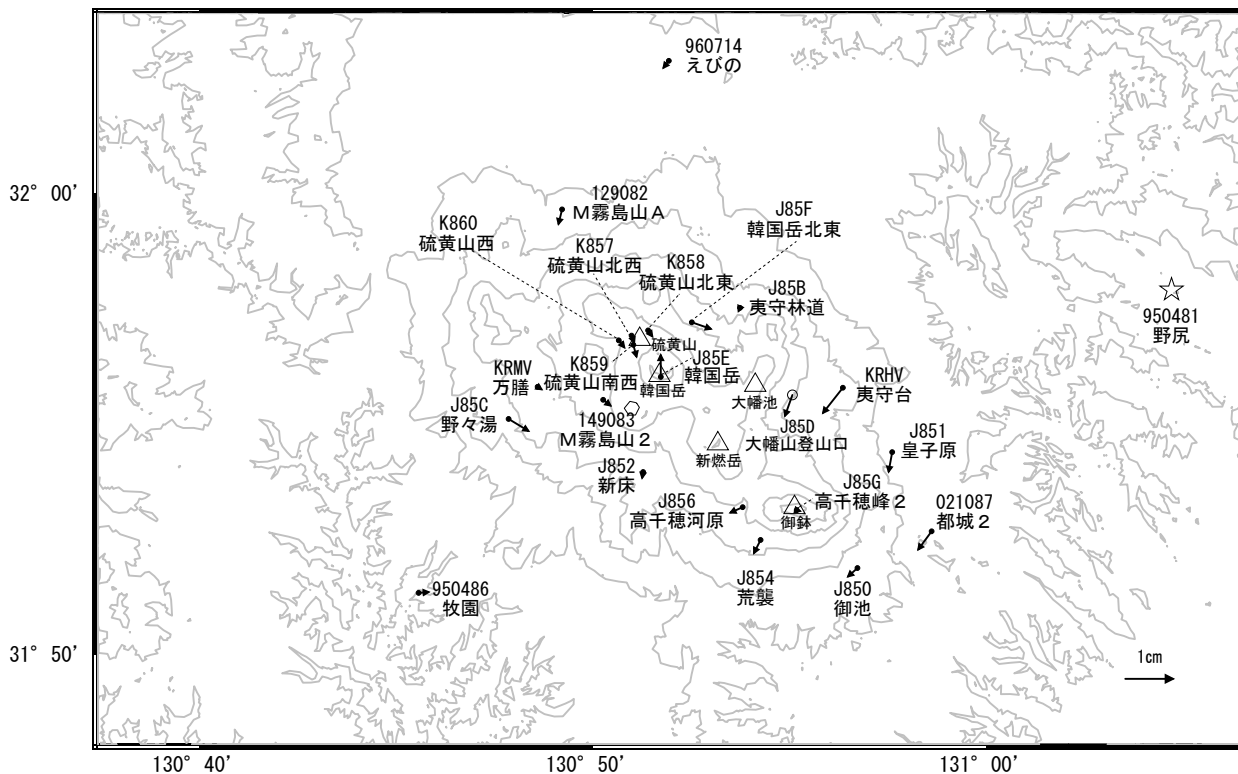 960714
えびの
32° 00'
129082
M霧島山A
J85F
韓国岳北東
K860
硫黄山西
K857
硫黄山北西
K858
硫黄山北東
J85B
夷守林道
950481
野尻
硫黄山
K859
硫黄山南西
J85E
韓国岳
韓国岳
KRMV
万膳
大幡池
KRHV
夷守台
J85C
野々湯
149083
M霧島山2
J85D
大幡山登山口
新燃岳
J851
皇子原
J852
新床
J856
高千穂河原
J85G
高千穂峰2
御鉢
021087
都城2
J854
荒襲
J850
御池
950486
牧園
31° 50'
1cm
130° 40'
130° 50'
131° 00'